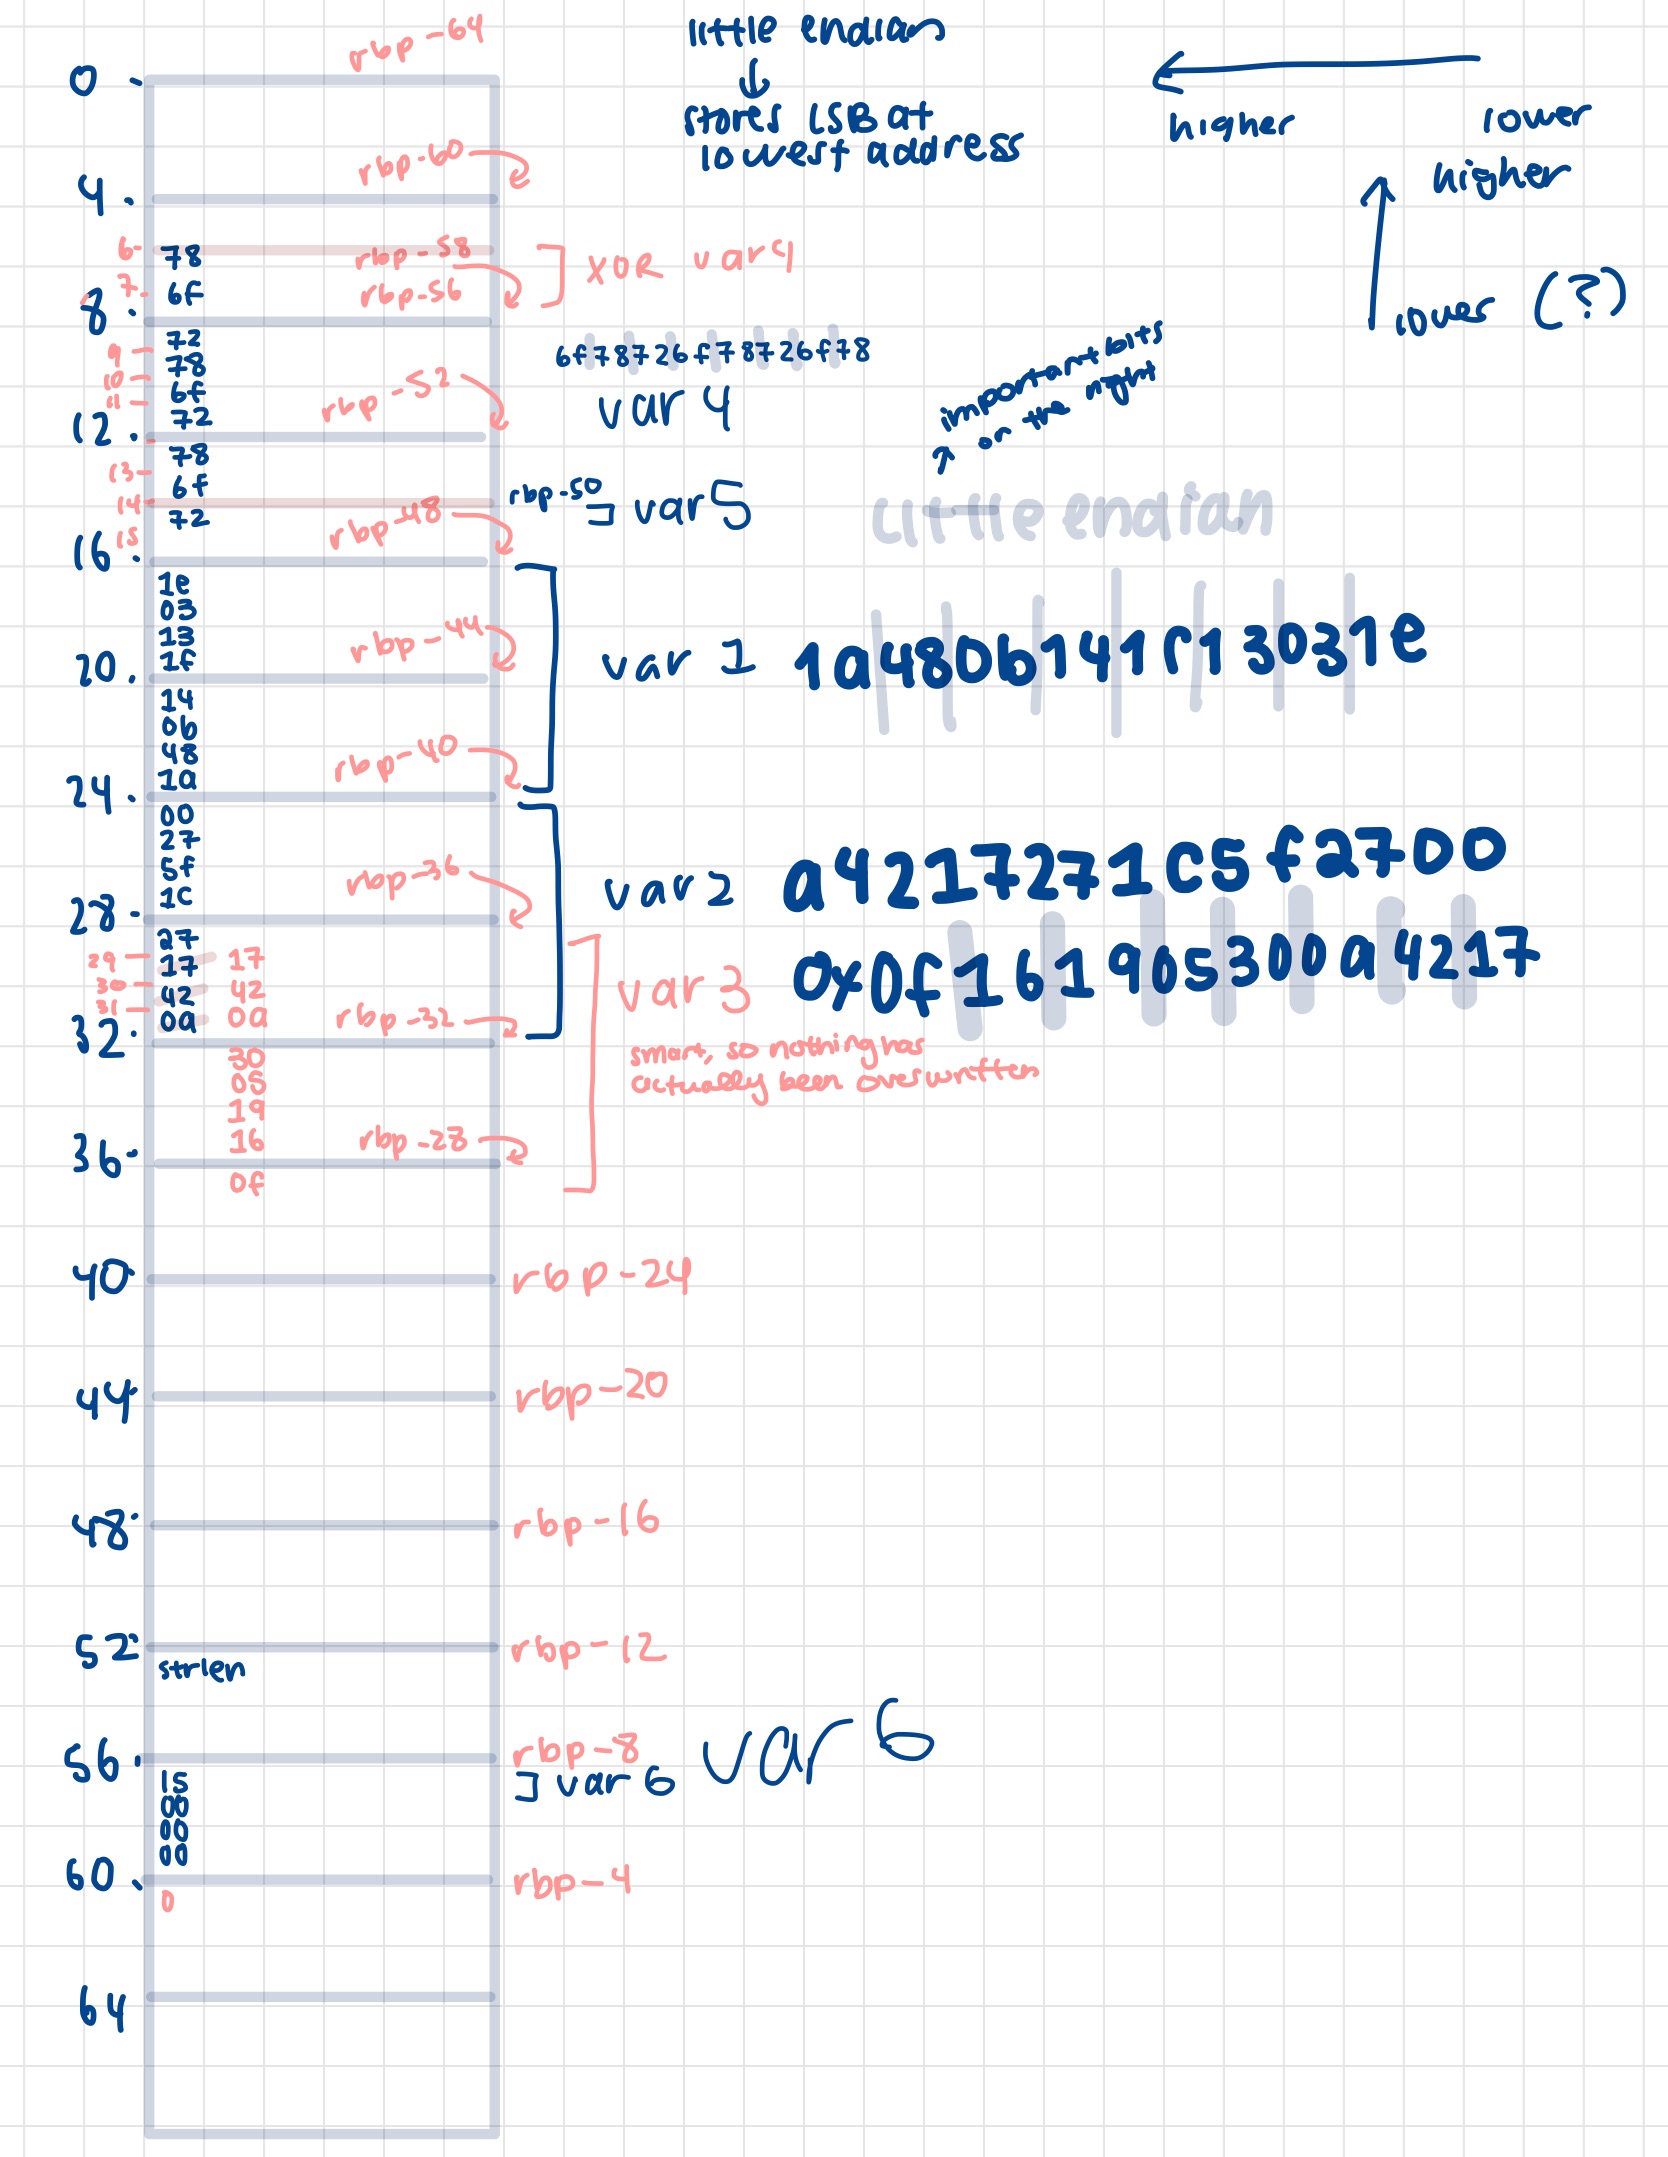 rbp-64
little endian
stores LSB at
lowest address
higher
lower
higher
lower (?)
0
rbp-60
4
6
78
rbp-58
XOR var4
7
6f
rbp-56
8
72
6f78726f78726f78
9
78
10
6f
rbp-52
var 4
11
72
12
important bits
on the right
78
13
6f
rbp-50
var5
14
72
rbp-48
little endian
15
16
1e
03
13
rbp-44
1f
var 1 1a480b141f13031e
20
14
0b
48
rbp-40
1a
24
00
27
5f
rbp-36
1c
var2 a4217271c5f2700
28
27
29
17
17
var 3 0x0f161905300a4217
30
42
42
31
0a
0a
rbp-32
32
smart, so nothing has
actually been overwritten
30
05
19
16
rbp-28
36
0f
40
rbp-24
44
rbp-20
48
rbp-16
52
rbp-12
strlen
56
rbp-8
var 6
var 6
15
00
00
00
60
rbp-4
0
64